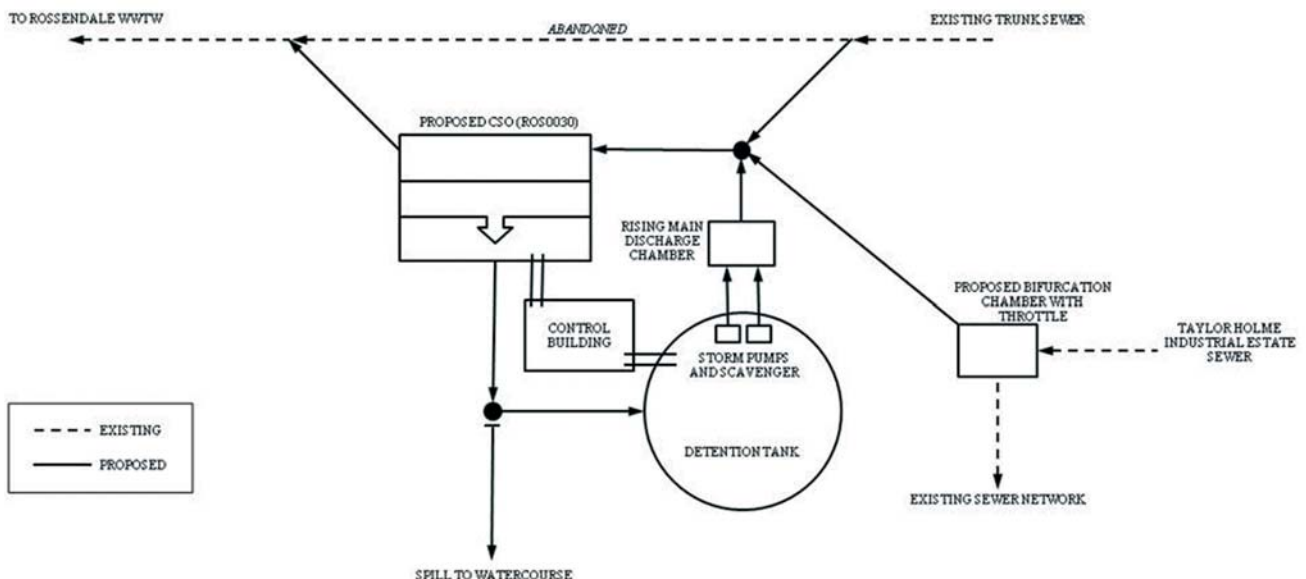 TO ROSSENDALE WWTW
ABANDONED
EXISTING TRUNK SEWER
PROPOSED CSO (ROS0030)
RISING MAIN
DISCHARGE
CHAMBER
PROPOSED BIFURCATION
CHAMBER WITH
THROTTLE
CONTROL
BUILDING
TAYLOR HOLME
INDUSTRIAL ESTATE
SEWER
STORM PUMPS
AND SCAVENGER
EXISTING
PROPOSED
DETENTION TANK
EXISTING SEWER NETWORK
SPILL TO WATERCOURSE